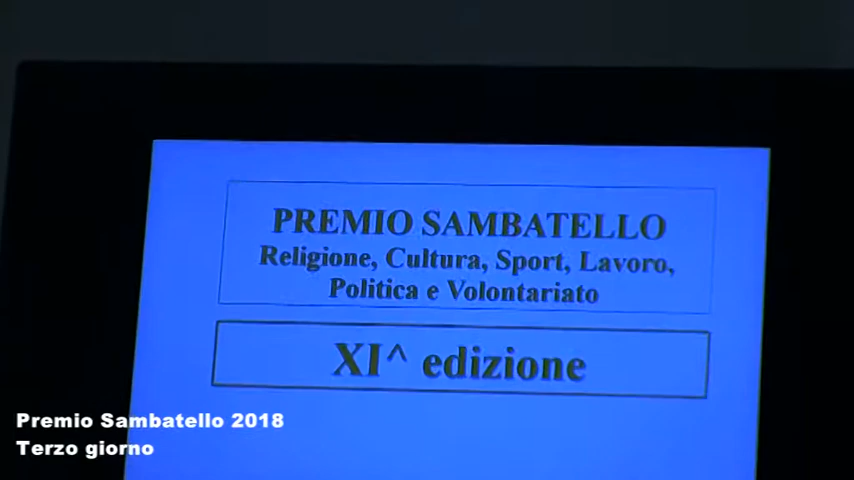 PREMIO SAMBATELLO
Religione, Cultura, Sport, Lavoro,
Politica e Volontariato
XI^ edizione
Premio Sambatello 2018
Terzo giorno